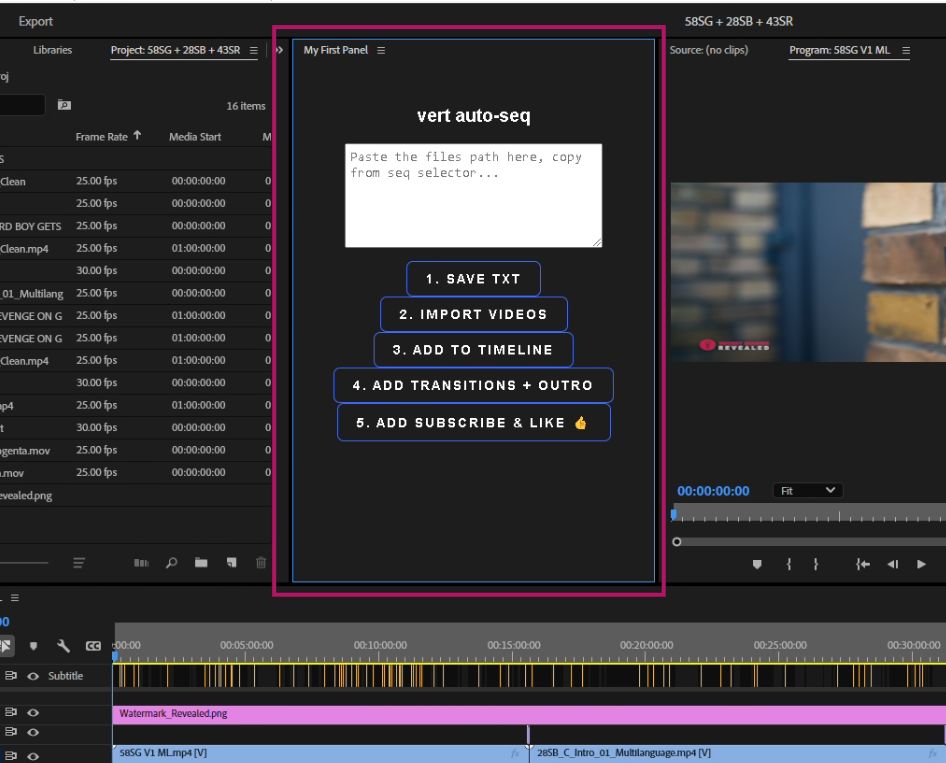 Export
58SG + 28SB + 43SR
Libraries
Project: 58SG + 28SB + 43SR
My First Panel
Source: (no clips)
Program: 58SG V1 ML
16 items
Frame Rate
Media Start
M
vert auto-seq
Paste the files path here, copy
from seq selector...
_Clean 25.00 fps 00:00:00:00 0
25.00 fps 00:00:00:00 0
RD BOY GETS 25.00 fps 00:00:00:00 0
Clean.mp4 25.00 fps 01:00:00:00 0
30.00 fps 00:00:00:00 0
_01_Multilang 25.00 fps 00:00:00:00 0
EVENGE ON G 25.00 fps 01:00:00:00 0
EVENGE ON G 25.00 fps 01:00:00:00 0
Clean.mp4 25.00 fps 01:00:00:00 0
30.00 fps 00:00:00:00 0
mp4 25.00 fps 01:00:00:00 0
30.00 fps 00:00:00:00 0
agenta.mov 25.00 fps 00:00:00:00 0
.mov 25.00 fps 00:00:00:00 0
evealed.png
1. SAVE TXT
2. IMPORT VIDEOS
3. ADD TO TIMELINE
4. ADD TRANSITIONS + OUTRO
5. ADD SUBSCRIBE & LIKE 👍
REVEALED
00:00:00:00
Fit
:00:00
00:05:00:00
00:10:00:00
00:15:00:00
00:20:00:00
00:25:00:00
00:30:00:00
CC
Subtitle
Watermark_Revealed.png
58SG V1 ML.mp4 [V]
fx
28SB_C_Intro_01_Multilanguage.mp4 [V]
fx